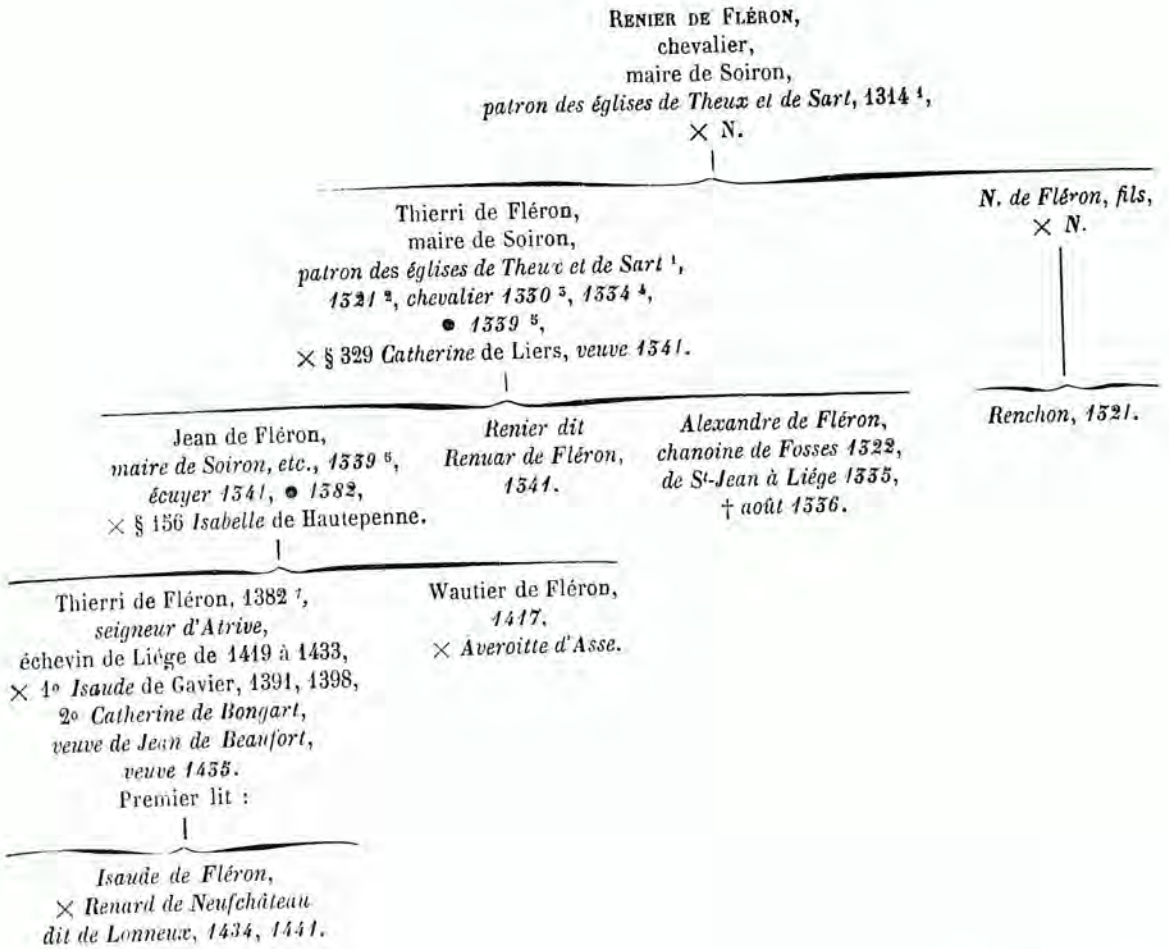 RENIER DE FLÉRON,
chevalier,
maire de Soiron,
patron des églises de Theux et de Sart, 1314 ¹,
× N.
Thierri de Fléron,
maire de Soiron,
patron des églises de Theux et de Sart ¹,
1321 ², chevalier 1330 ³, 1334 ⁴,
● 1339 ⁵,
× § 329 Catherine de Liers, veuve 1341.
N. de Fléron, fils,
× N.
Jean de Fléron,
maire de Soiron, etc., 1339 ⁵,
écuyer 1341, ● 1382,
× § 156 Isabelle de Hautepenne.
Renier dit
Renuar de Fléron,
1341.
Alexandre de Fléron,
chanoine de Fosses 1322,
de Sᵗ-Jean à Liége 1335,
† août 1336.
Renchon, 1321.
Thierri de Fléron, 1382 ⁷,
seigneur d'Atrive,
échevin de Liége de 1419 à 1433,
× 1º Isaude de Gavier, 1391, 1398,
2º Catherine de Bongart,
veuve de Jean de Beaufort,
veuve 1435.
Premier lit :
Wautier de Fléron,
1417,
× Averoitte d'Asse.
Isaude de Fléron,
× Renard de Neufchâteau
dit de Lonneux, 1434, 1441.